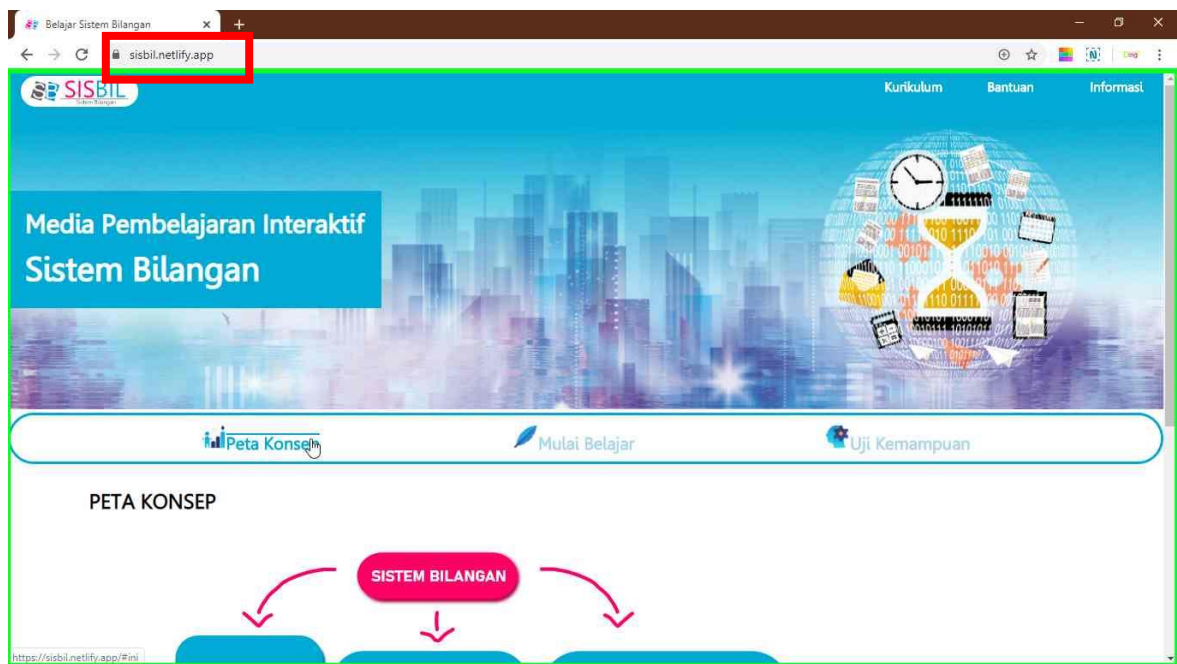 Belajar Sistem Bilangan
sisbil.netlify.app
SISBIL
Sistem Bilangan
Kurikulum Bantuan Informasi
Media Pembelajaran Interaktif
Sistem Bilangan
Peta Konsep Mulai Belajar Uji Kemampuan
PETA KONSEP
SISTEM BILANGAN
https://sisbil.netlify.app/#ini